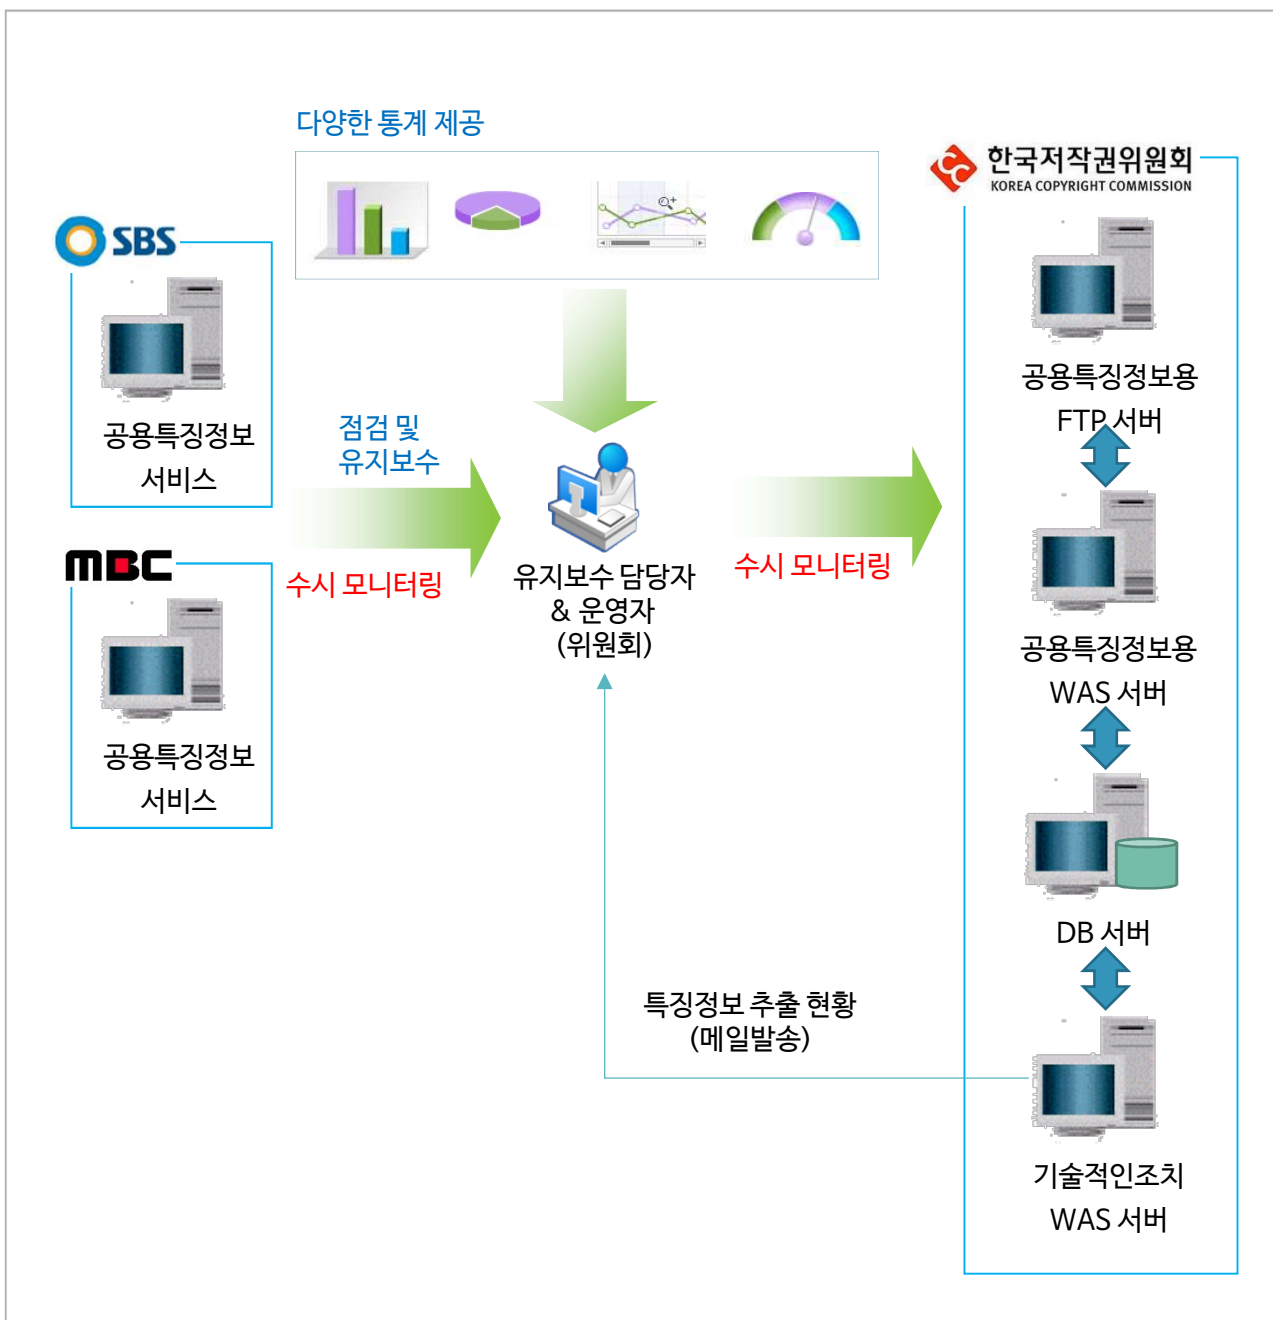 다양한 통계 제공
한국저작권위원회
KOREA COPYRIGHT COMMISSION
SBS
공용특징정보
서비스
MBC
공용특징정보
서비스
점검 및
유지보수
수시 모니터링
유지보수 담당자
& 운영자
(위원회)
수시 모니터링
공용특징정보용
FTP 서버
공용특징정보용
WAS 서버
DB 서버
특징정보 추출 현황
(메일발송)
기술적인조치
WAS 서버